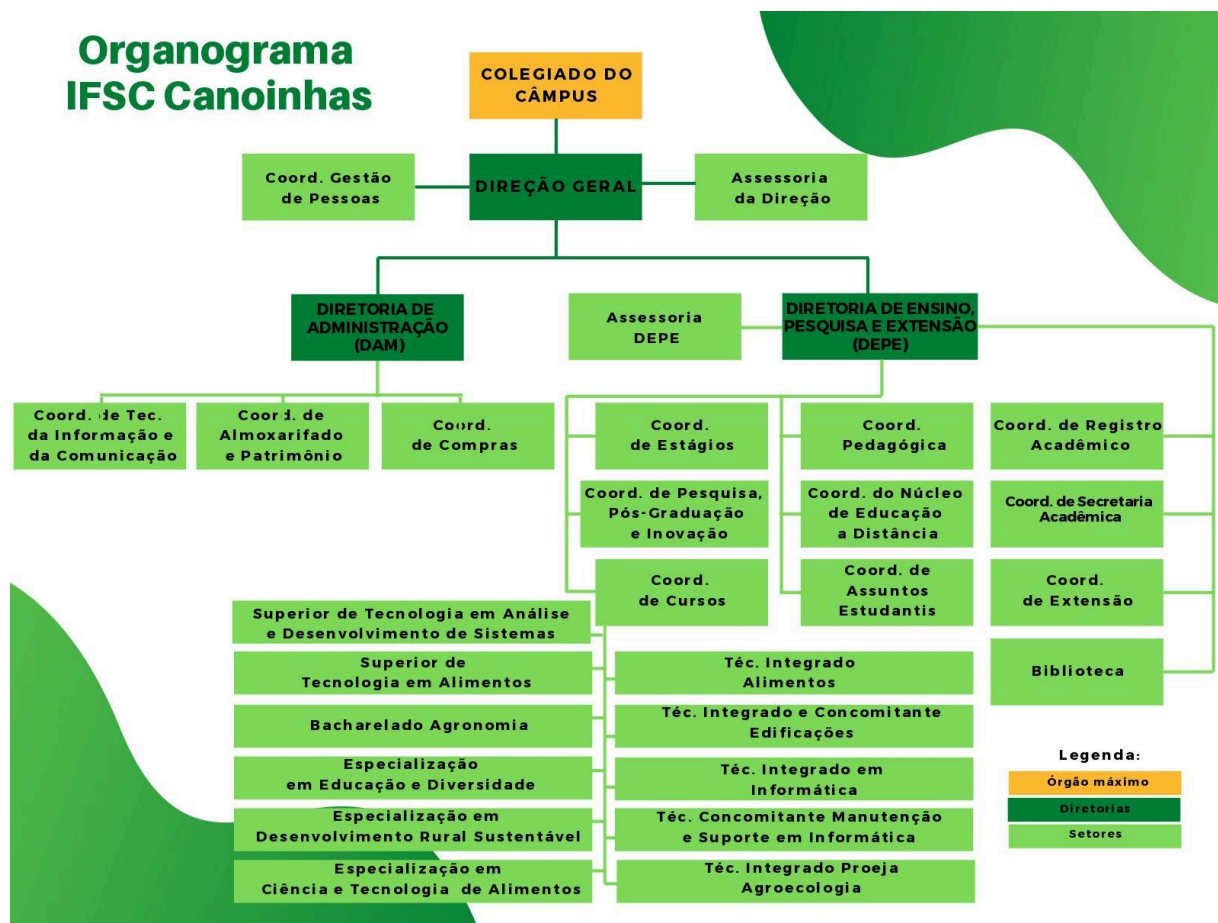 Organograma
IFSC Canoinhas
COLEGIADO DO
CÂMPUS
Coord. Gestão
de Pessoas
DIREÇÃO GERAL
Assessoria
da Direção
DIRETORIA DE
ADMINISTRAÇÃO
(DAM)
Assessoria
DEPE
DIRETORIA DE ENSINO,
PESQUISA E EXTENSÃO
(DEPE)
Coord. de Tec.
da Informação e
da Comunicação
Coord. de
Almoxarifado
e Patrimônio
Coord.
de Compras
Coord.
de Estágios
Coord.
Pedagógica
Coord. de Registro
Acadêmico
Coord. de Pesquisa,
Pós-Graduação
e Inovação
Coord. do Núcleo
de Educação
a Distância
Coord. de Secretaria
Acadêmica
Coord.
de Cursos
Coord. de
Assuntos
Estudantis
Coord.
de Extensão
Biblioteca
Superior de Tecnologia em Análise
e Desenvolvimento de Sistemas
Superior de
Tecnologia em Alimentos
Téc. Integrado
Alimentos
Bacharelado Agronomia
Téc. Integrado e Concomitante
Edificações
Especialização
em Educação e Diversidade
Téc. Integrado em
Informática
Especialização em
Desenvolvimento Rural Sustentável
Téc. Concomitante Manutenção
e Suporte em Informática
Especialização em
Ciência e Tecnologia de Alimentos
Téc. Integrado Proeja
Agroecologia
Legenda:
Órgão máximo
Diretorias
Setores